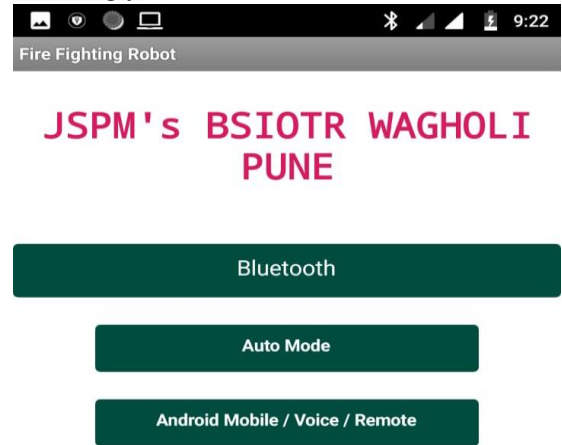 9:22
Fire Fighting Robot
JSPM's BSIOTR WAGHOLI
PUNE
Bluetooth
Auto Mode
Android Mobile / Voice / Remote